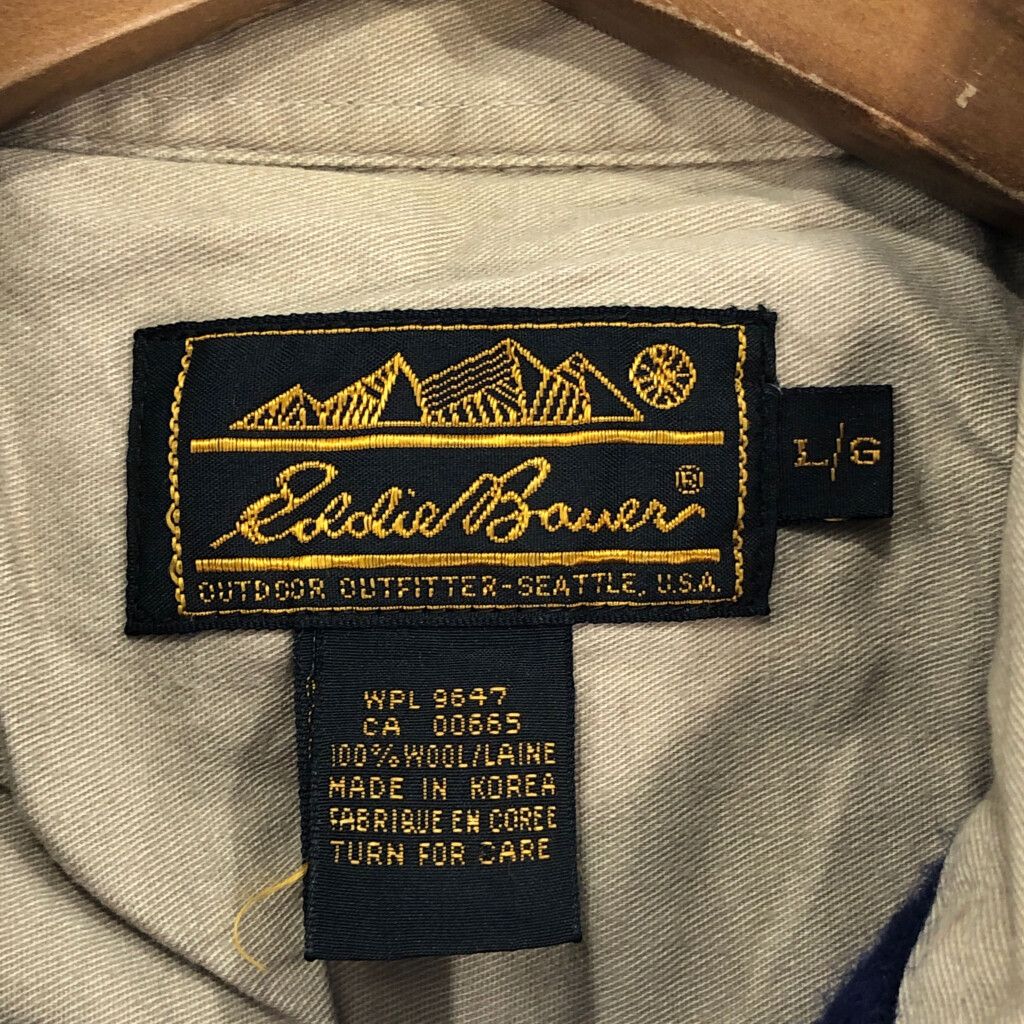 Eddie Bauer®
OUTDOOR OUTFITTER-SEATTLE, U.S.A.
L/G
WPL 9647
CA 00665
100% WOOL/LAINE
MADE IN KOREA
FABRIQUE EN COREE
TURN FOR CARE